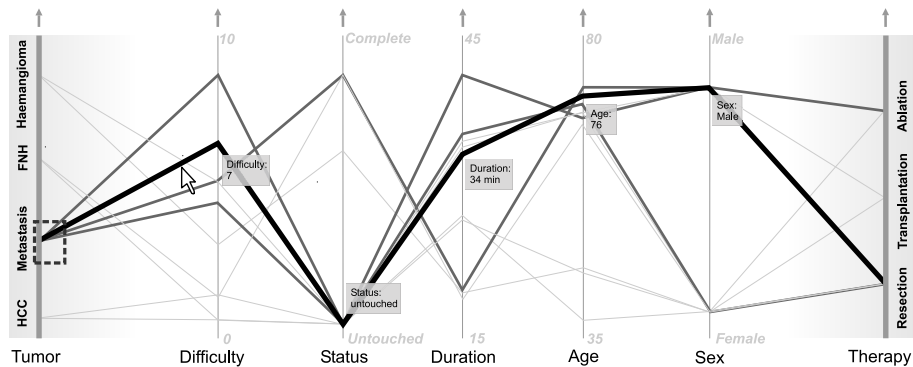 10
Complete
45
80
Male
Haemangioma
FNH
Metastasis
HCC
Difficulty:
7
Status:
untouched
Duration:
34 min
Age:
76
Sex:
Male
Ablation
Transplantation
Resection
0
Untouched
15
35
Female
Tumor
Difficulty
Status
Duration
Age
Sex
Therapy